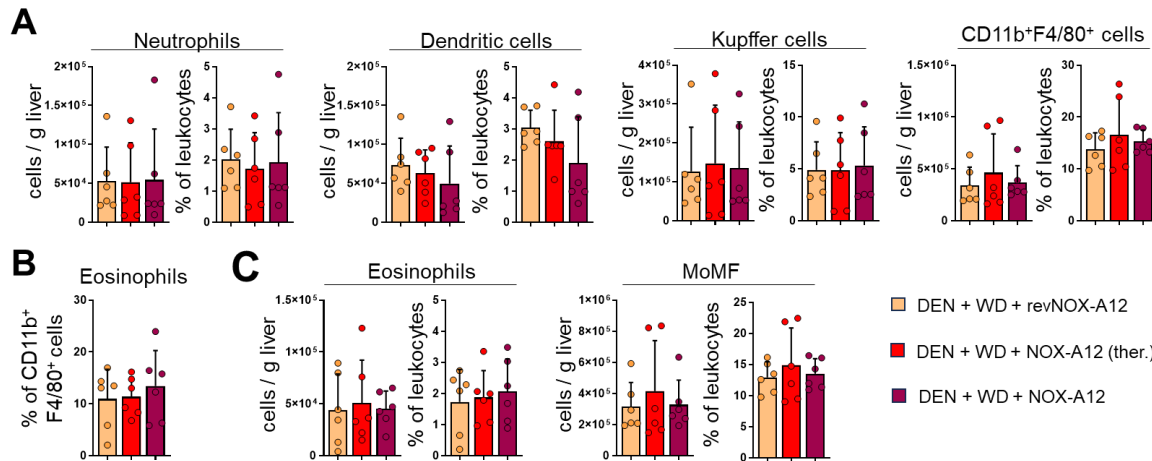 A
Neutrophils
Dendritic cells
Kupffer cells
CD11b⁺F4/80⁺ cells
cells / g liver
2×10⁵
1.5×10⁵
1×10⁵
5×10⁴
0
% of leukocytes
5
4
3
2
1
0
cells / g liver
2×10⁵
1.5×10⁵
1×10⁵
5×10⁴
0
% of leukocytes
5
4
3
2
1
0
cells / g liver
4×10⁵
3×10⁵
2×10⁵
1×10⁵
0
% of leukocytes
15
10
5
0
cells / g liver
1.5×10⁶
1×10⁶
5×10⁵
0
% of leukocytes
30
20
10
0
B
Eosinophils
% of CD11b⁺
F4/80⁺ cells
30
20
10
0
C
Eosinophils
MoMF
cells / g liver
1.5×10⁵
1×10⁵
5×10⁴
0
% of leukocytes
5
4
3
2
1
0
cells / g liver
1×10⁶
8×10⁵
6×10⁵
4×10⁵
2×10⁵
0
% of leukocytes
25
20
15
10
5
0
DEN + WD + revNOX-A12
DEN + WD + NOX-A12 (ther.)
DEN + WD + NOX-A12